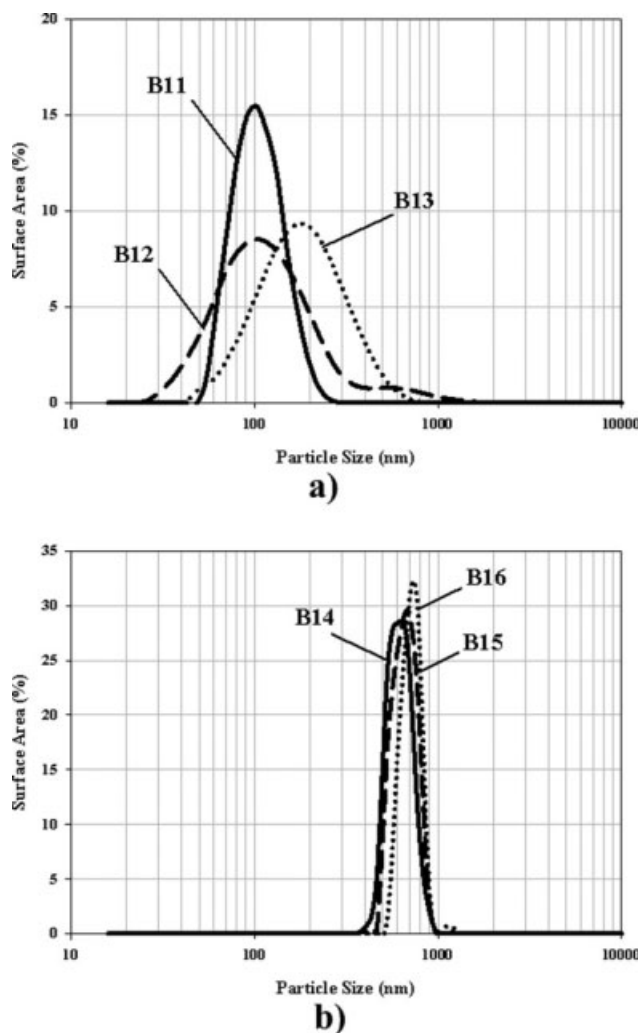 20
15
10
5
0
Surface Area (%)
B11
B13
B12
10 100 1000 10000
Particle Size (nm)
a)
35
30
25
20
15
10
5
0
Surface Area (%)
B16
B14
B15
10 100 1000 10000
Particle Size (nm)
b)